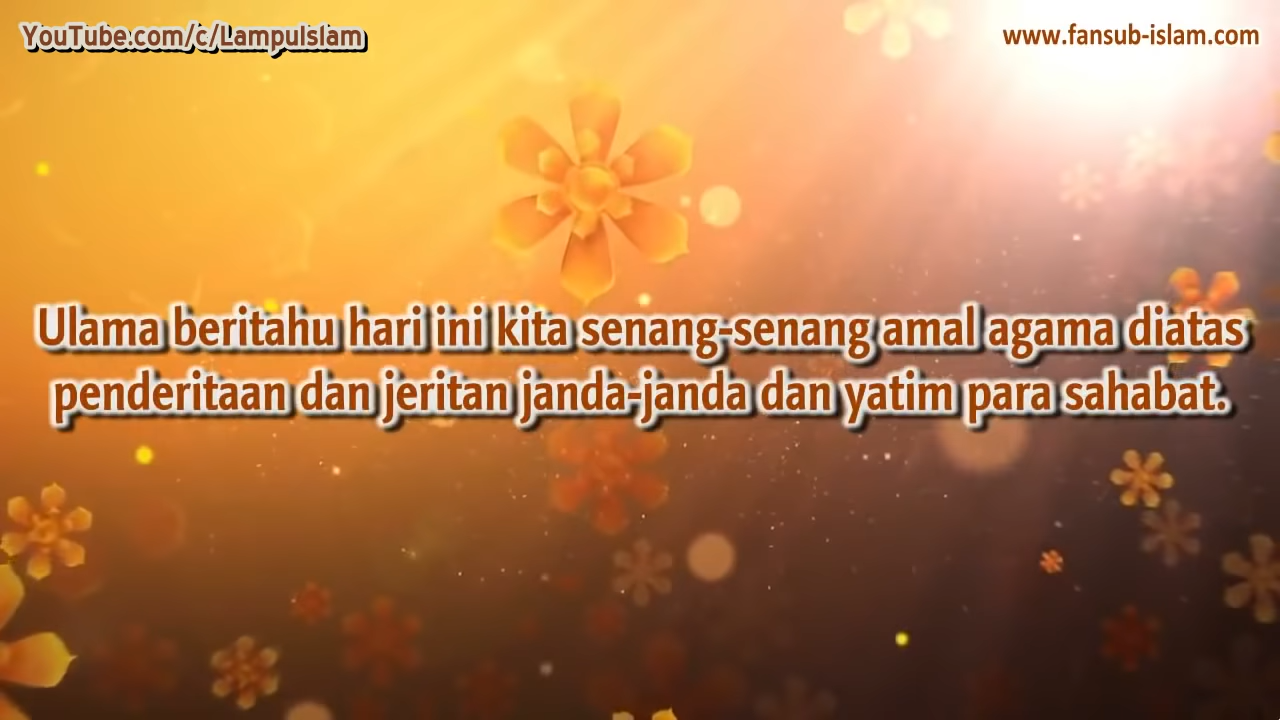 YouTube.com/c/LampuIslam
www.fansub-islam.com
Ulama beritahu hari ini kita senang-senang amal agama diatas
penderitaan dan jeritan janda-janda dan yatim para sahabat.